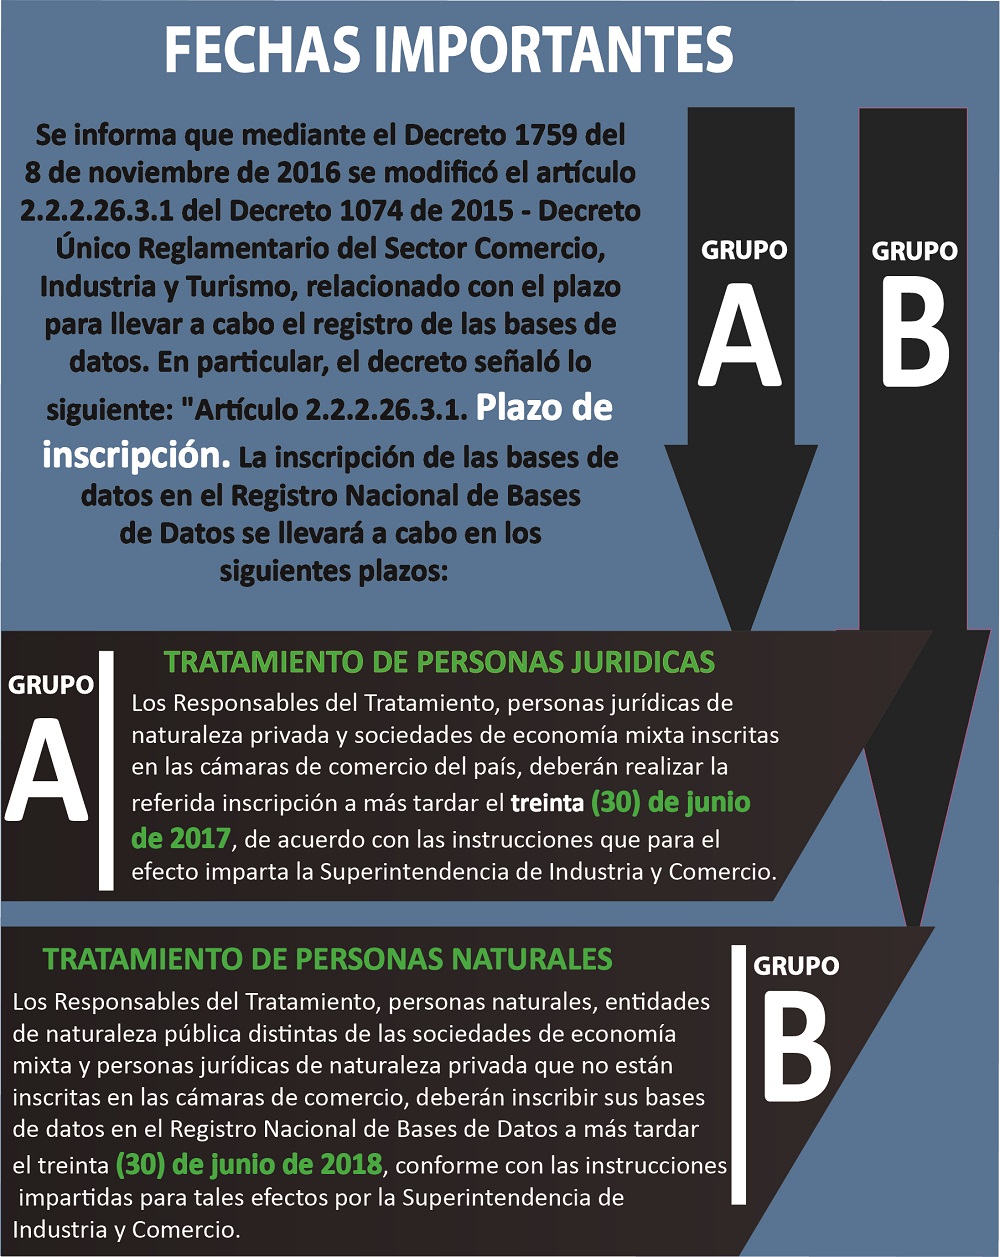 FECHAS IMPORTANTES
Se informa que mediante el Decreto 1759 del
8 de noviembre de 2016 se modificó el artículo
2.2.2.26.3.1 del Decreto 1074 de 2015 - Decreto
Único Reglamentario del Sector Comercio,
Industria y Turismo, relacionado con el plazo
para llevar a cabo el registro de las bases de
datos. En particular, el decreto señaló lo
siguiente: "Artículo 2.2.2.26.3.1. Plazo de
inscripción. La inscripción de las bases de
datos en el Registro Nacional de Bases
de Datos se llevará a cabo en los
siguientes plazos:
GRUPO
A
GRUPO
B
GRUPO
A
TRATAMIENTO DE PERSONAS JURIDICAS
Los Responsables del Tratamiento, personas jurídicas de
naturaleza privada y sociedades de economía mixta inscritas
en las cámaras de comercio del país, deberán realizar la
referida inscripción a más tardar el treinta (30) de junio
de 2017, de acuerdo con las instrucciones que para el
efecto imparta la Superintendencia de Industria y Comercio.
TRATAMIENTO DE PERSONAS NATURALES
Los Responsables del Tratamiento, personas naturales, entidades
de naturaleza pública distintas de las sociedades de economía
mixta y personas jurídicas de naturaleza privada que no están
inscritas en las cámaras de comercio, deberán inscribir sus bases
de datos en el Registro Nacional de Bases de Datos a más tardar
el treinta (30) de junio de 2018, conforme con las instrucciones
impartidas para tales efectos por la Superintendencia de
Industria y Comercio.
GRUPO
B